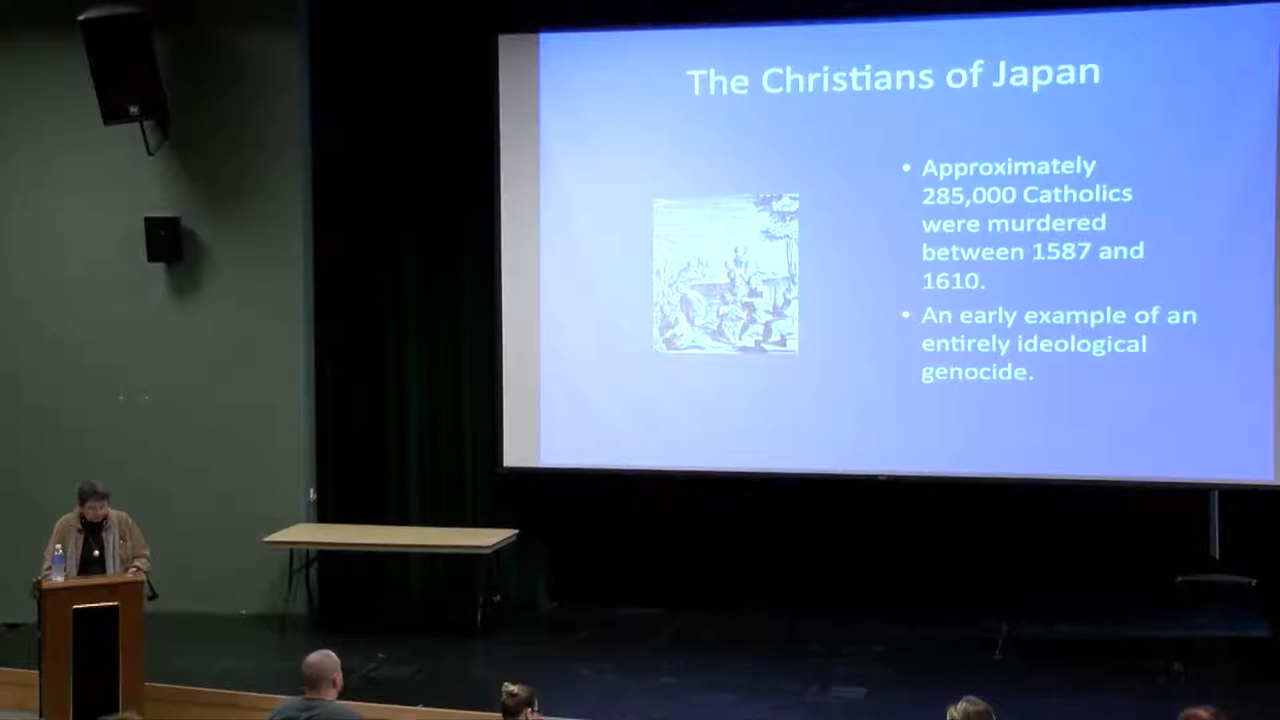 The Christians of Japan
• Approximately
285,000 Catholics
were murdered
between 1587 and
1610.
• An early example of an
entirely ideological
genocide.